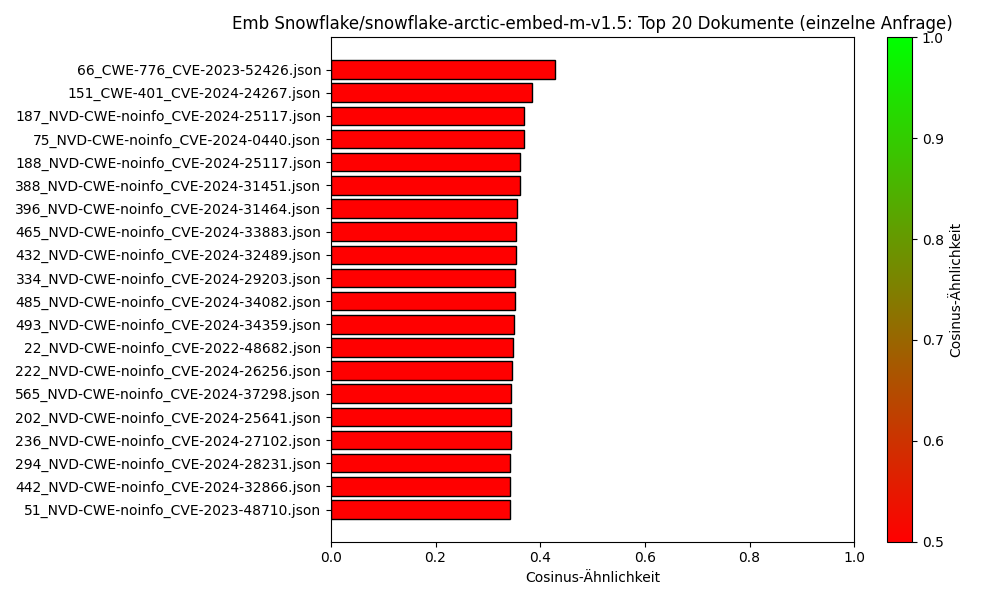 Emb Snowflake/snowflake-arctic-embed-m-v1.5: Top 20 Dokumente (einzelne Anfrage)
66_CWE-776_CVE-2023-52426.json
151_CWE-401_CVE-2024-24267.json
187_NVD-CWE-noinfo_CVE-2024-25117.json
75_NVD-CWE-noinfo_CVE-2024-0440.json
188_NVD-CWE-noinfo_CVE-2024-25117.json
388_NVD-CWE-noinfo_CVE-2024-31451.json
396_NVD-CWE-noinfo_CVE-2024-31464.json
465_NVD-CWE-noinfo_CVE-2024-33883.json
432_NVD-CWE-noinfo_CVE-2024-32489.json
334_NVD-CWE-noinfo_CVE-2024-29203.json
485_NVD-CWE-noinfo_CVE-2024-34082.json
493_NVD-CWE-noinfo_CVE-2024-34359.json
22_NVD-CWE-noinfo_CVE-2022-48682.json
222_NVD-CWE-noinfo_CVE-2024-26256.json
565_NVD-CWE-noinfo_CVE-2024-37298.json
202_NVD-CWE-noinfo_CVE-2024-25641.json
236_NVD-CWE-noinfo_CVE-2024-27102.json
294_NVD-CWE-noinfo_CVE-2024-28231.json
442_NVD-CWE-noinfo_CVE-2024-32866.json
51_NVD-CWE-noinfo_CVE-2023-48710.json
0.0 0.2 0.4 0.6 0.8 1.0
Cosinus-Ähnlichkeit
1.0
0.9
0.8
0.7
0.6
0.5
Cosinus-Ähnlichkeit